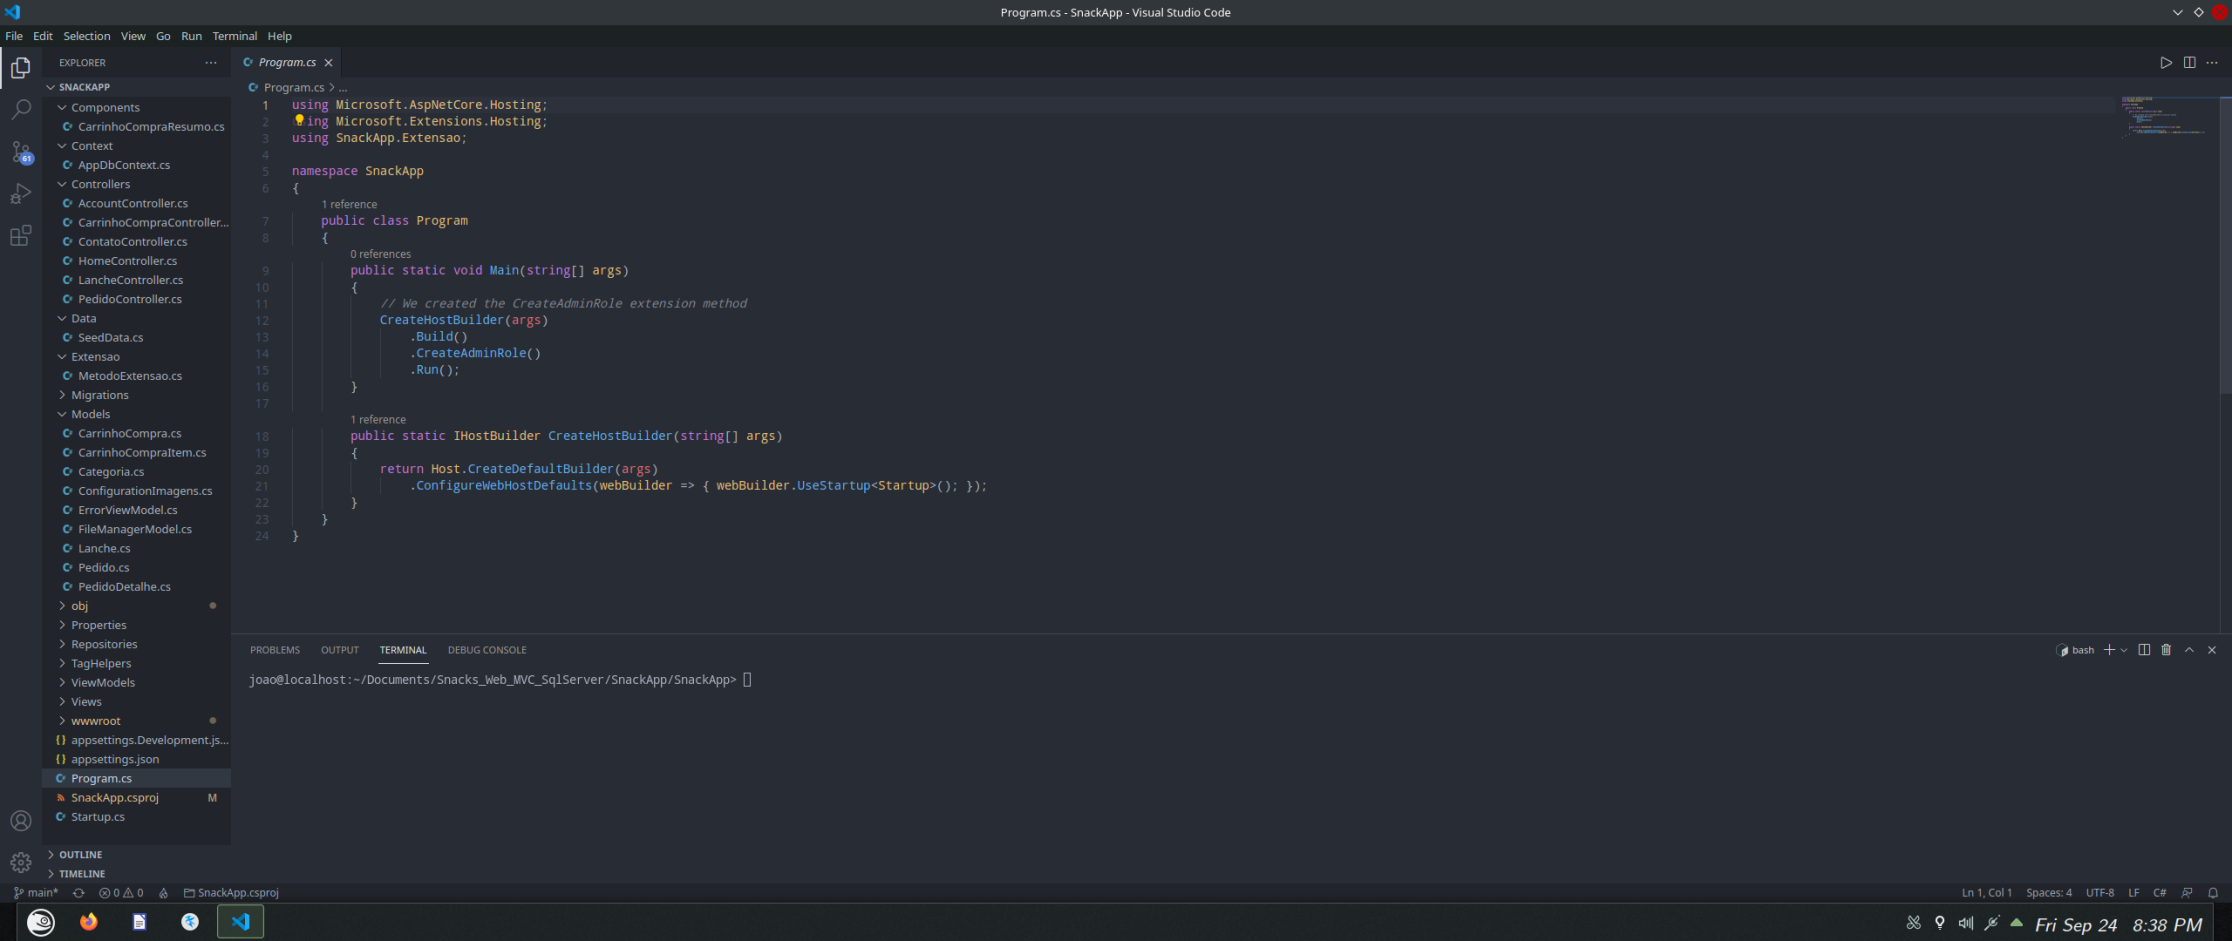 Program.cs - SnackApp - Visual Studio Code
File Edit Selection View Go Run Terminal Help
EXPLORER
SNACKAPP
Components
CarrinhoCompraResumo.cs
Context
AppDbContext.cs
Controllers
AccountController.cs
CarrinhoCompraController...
ContatoController.cs
HomeController.cs
LancheController.cs
PedidoController.cs
Data
SeedData.cs
Extensao
MetodoExtensao.cs
Migrations
Models
CarrinhoCompra.cs
CarrinhoCompraItem.cs
Categoria.cs
ConfigurationImagens.cs
ErrorViewModel.cs
FileManagerModel.cs
Lanche.cs
Pedido.cs
PedidoDetalhe.cs
obj
Properties
Repositories
TagHelpers
ViewModels
Views
wwwroot
appsettings.Development.js...
appsettings.json
Program.cs
SnackApp.csproj M
Startup.cs
OUTLINE
TIMELINE
61
Program.cs
Program.cs > ...
1 using Microsoft.AspNetCore.Hosting;
2 ing Microsoft.Extensions.Hosting;
3 using SnackApp.Extensao;
4
5 namespace SnackApp
6 {
1 reference
7 public class Program
8 {
0 references
9 public static void Main(string[] args)
10 {
11 // We created the CreateAdminRole extension method
12 CreateHostBuilder(args)
13 .Build()
14 .CreateAdminRole()
15 .Run();
16 }
17
1 reference
18 public static IHostBuilder CreateHostBuilder(string[] args)
19 {
20 return Host.CreateDefaultBuilder(args)
21 .ConfigureWebHostDefaults(webBuilder => { webBuilder.UseStartup<Startup>(); });
22 }
23 }
24 }
PROBLEMS OUTPUT TERMINAL DEBUG CONSOLE
bash
joao@localhost:~/Documents/Snacks_Web_MVC_SqlServer/SnackApp/SnackApp>
main* 0 0 SnackApp.csproj
Ln 1, Col 1 Spaces: 4 UTF-8 LF C#
Fri Sep 24 8:38 PM